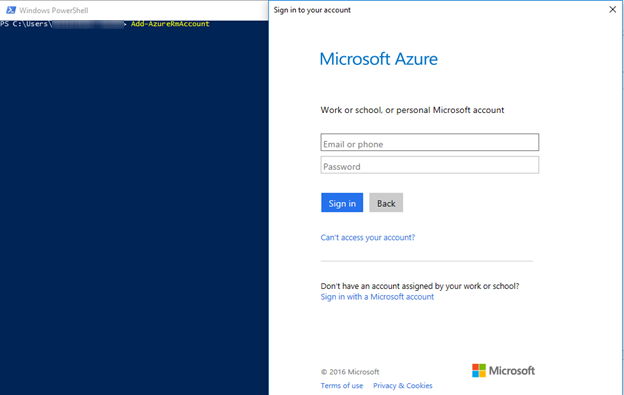 Windows PowerShell
PS C:\Users\ > Add-AzureRmAccount
Sign in to your account
Microsoft Azure
Work or school, or personal Microsoft account
Email or phone
Password
Sign in
Back
Can't access your account?
Don't have an account assigned by your work or school?
Sign in with a Microsoft account
© 2016 Microsoft
Microsoft
Terms of use
Privacy & Cookies